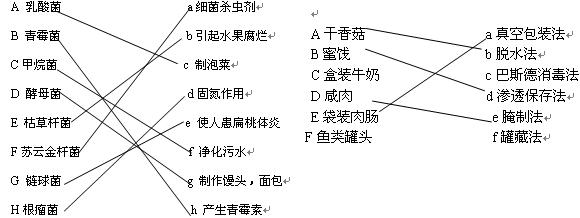 A 乳酸菌 a 细菌杀虫剂
B 青霉菌 b 引起水果腐烂
C 甲烷菌 c 制泡菜
D 酵母菌 d 固氮作用
E 枯草杆菌 e 使人患扁桃体炎
F 苏云金杆菌 f 净化污水
G 链球菌 g 制作馒头，面包
H 根瘤菌 h 产生青霉素
A 干香菇 a 真空包装法
B 蜜饯 b 脱水法
C 盒装牛奶 c 巴斯德消毒法
D 咸肉 d 渗透保存法
E 袋装肉肠 e 腌制法
F 鱼类罐头 f 罐藏法